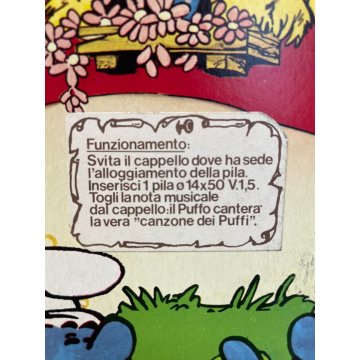 Funzionamento:
Svita il cappello dove ha sede
l'alloggiamento della pila.
Inserisci 1 pila ø 14x50 V.1,5.
Togli la nota musicale
dal cappello:il Puffo canterà
la vera "canzone dei Puffi".